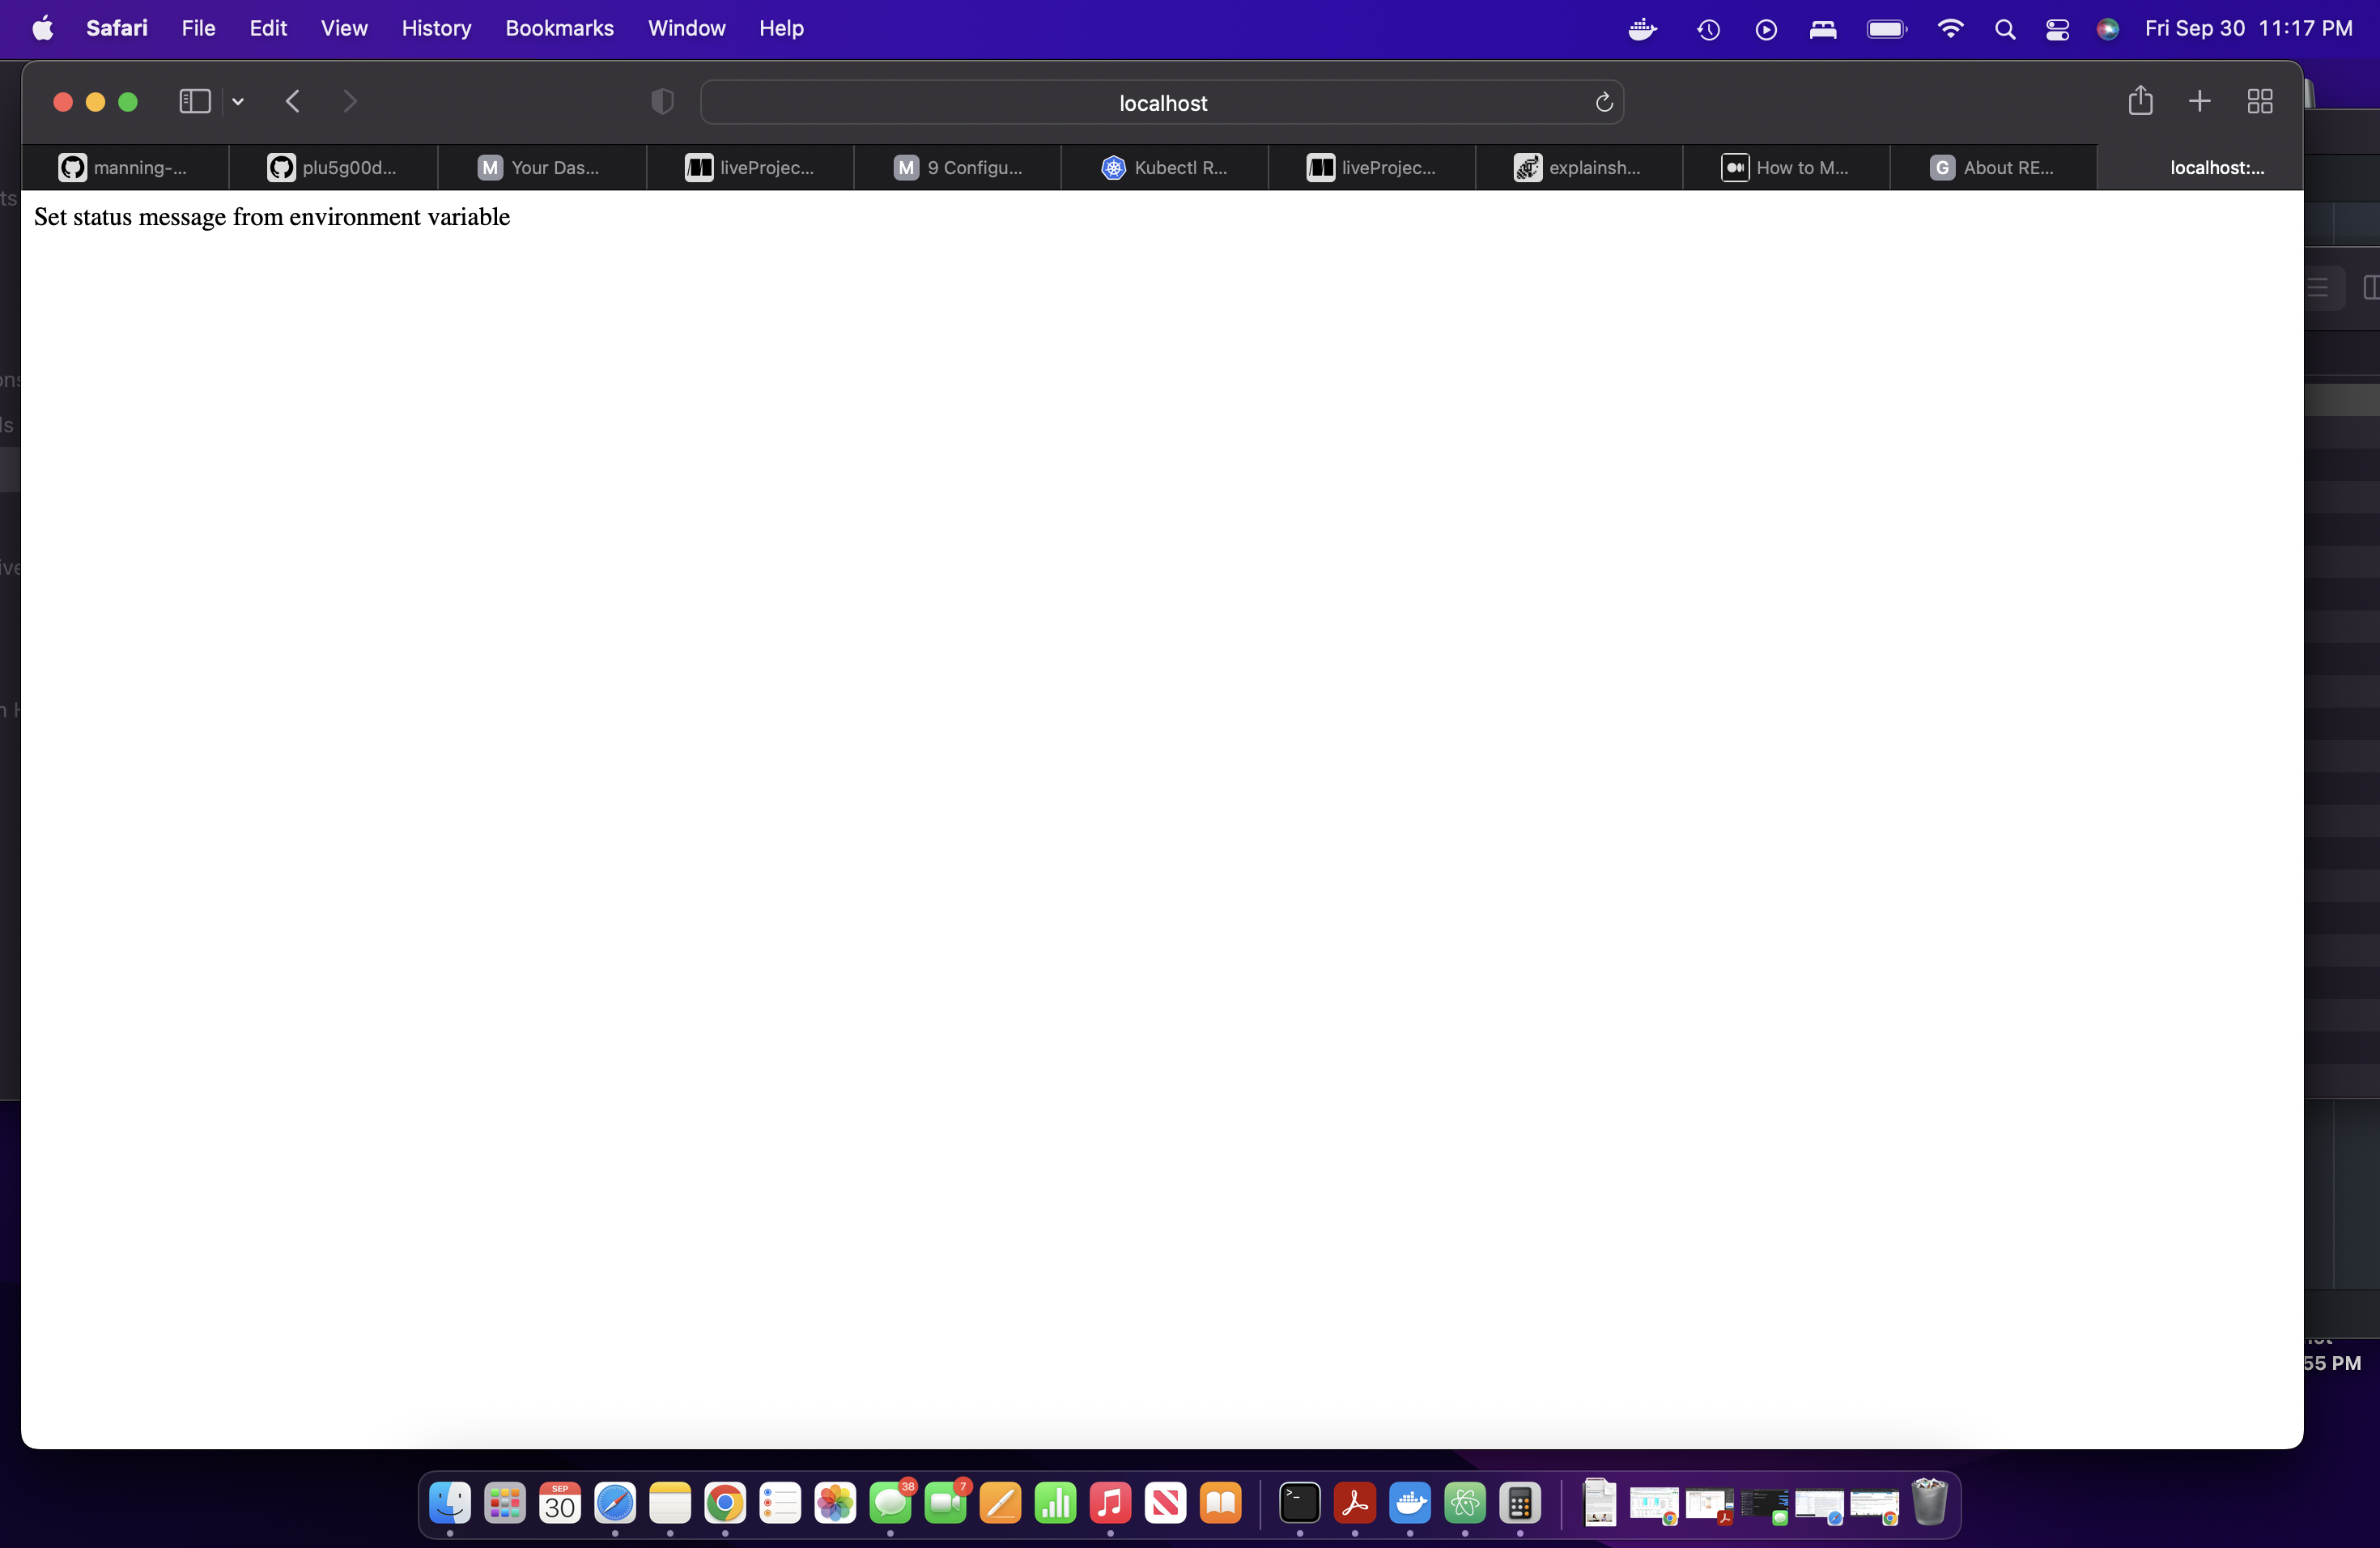 Safari File Edit View History Bookmarks Window Help Fri Sep 30 11:17 PM
localhost
manning-... plu5g00d... M Your Das... liveProjec... M 9 Configu... Kubectl R... liveProjec... explainsh... How to M... G About RE... localhost:...
Set status message from environment variable
55 PM
SEP
30 38 7